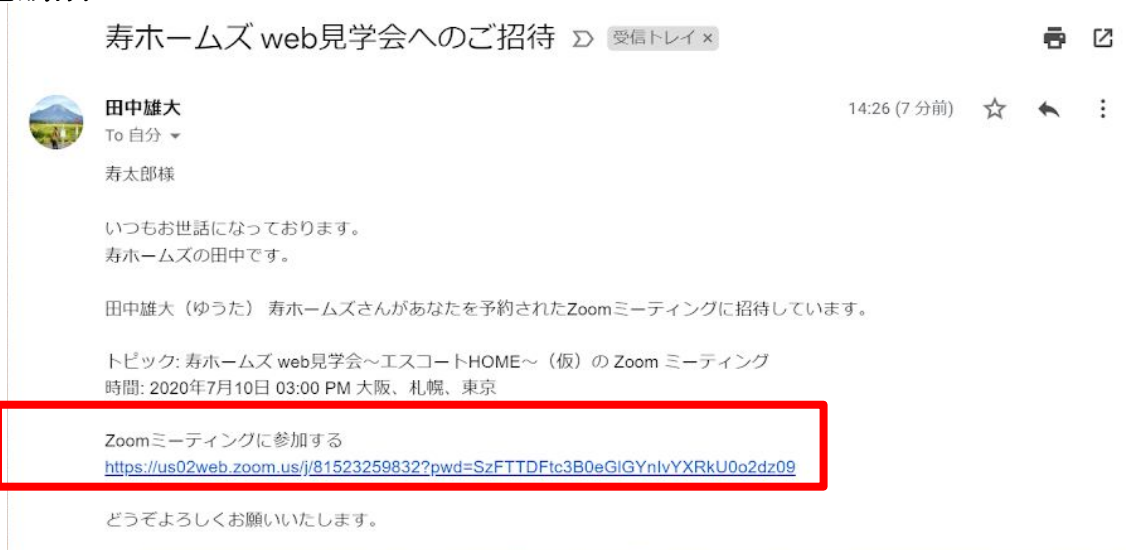 寿ホームズ web見学会へのご招待 受信トレイ ×
田中雄大
14:26 (7 分前)
To 自分
寿太郎様
いつもお世話になっております。
寿ホームズの田中です。
田中雄大（ゆうた） 寿ホームズさんがあなたを予約されたZoomミーティングに招待しています。
トピック: 寿ホームズ web見学会～エスコートHOME～（仮）の Zoom ミーティング
時間: 2020年7月10日 03:00 PM 大阪、札幌、東京
Zoomミーティングに参加する
https://us02web.zoom.us/j/81523259832?pwd=SzFTTDFtc3B0eGlGYnIvYXRkU0o2dz09
どうぞよろしくお願いいたします。